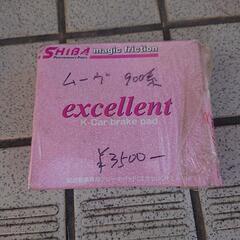 SHIBA magic friction
ムーヴ 900系
excellent
K-Car brake pad
¥3500-